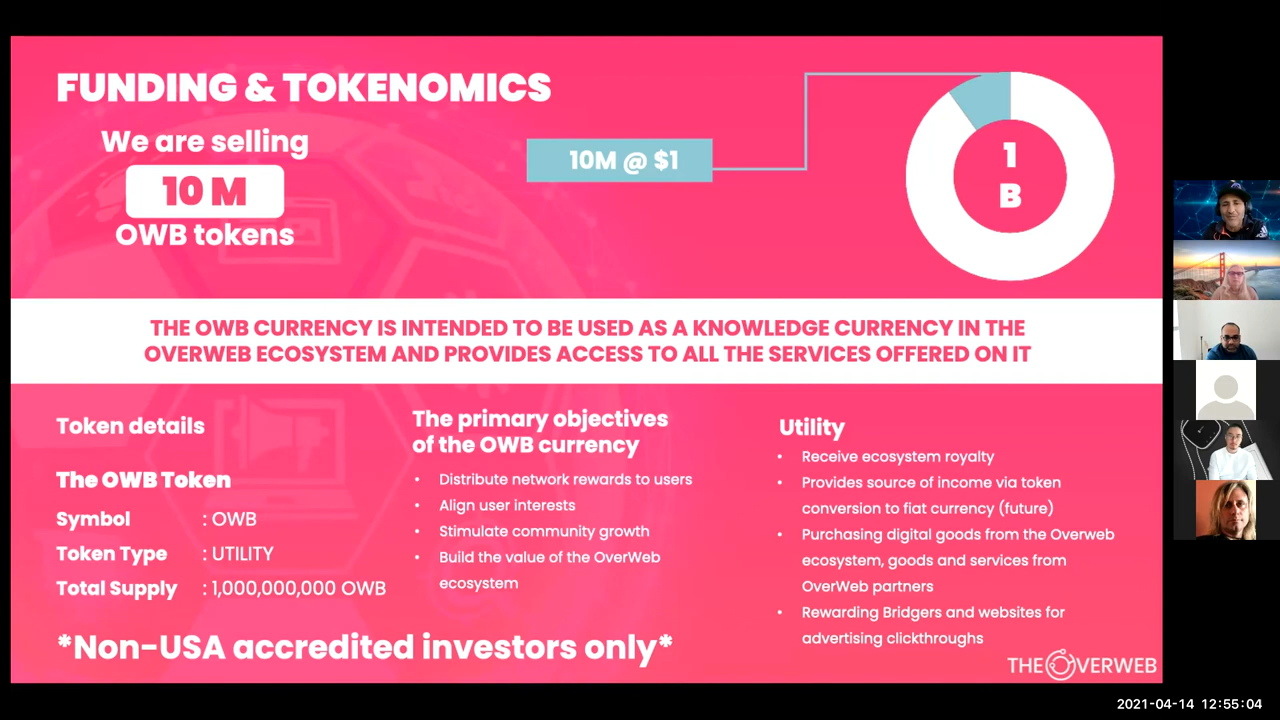 FUNDING & TOKENOMICS
We are selling
10 M
OWB tokens
10M @ $1
1
B
THE OWB CURRENCY IS INTENDED TO BE USED AS A KNOWLEDGE CURRENCY IN THE
OVERWEB ECOSYSTEM AND PROVIDES ACCESS TO ALL THE SERVICES OFFERED ON IT
Token details
The OWB Token
Symbol : OWB
Token Type : UTILITY
Total Supply : 1,000,000,000 OWB
The primary objectives
of the OWB currency
• Distribute network rewards to users
• Align user interests
• Stimulate community growth
• Build the value of the OverWeb
ecosystem
Utility
• Receive ecosystem royalty
• Provides source of income via token
conversion to fiat currency (future)
• Purchasing digital goods from the Overweb
ecosystem, goods and services from
OverWeb partners
• Rewarding Bridgers and websites for
advertising clickthroughs
*Non-USA accredited investors only*
THE OVERWEB
2021-04-14 12:55:04